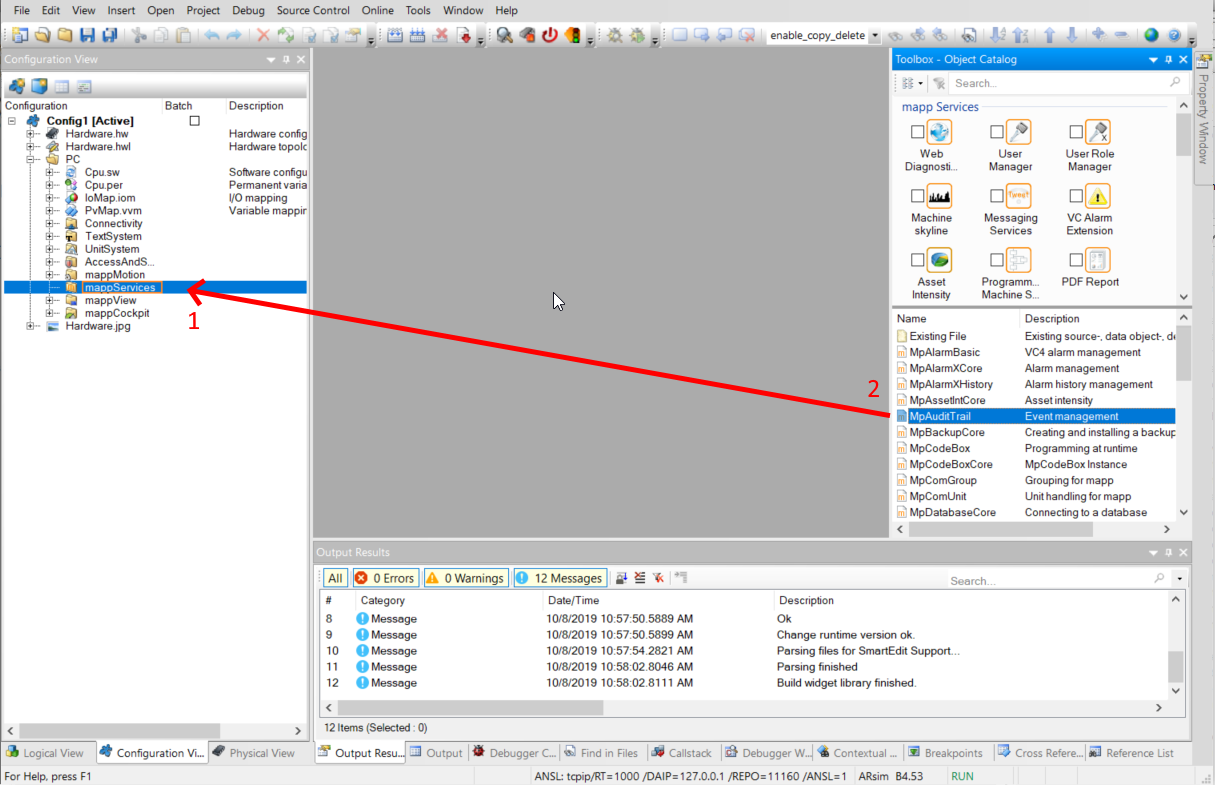 File Edit View Insert Open Project Debug Source Control Online Tools Window Help
enable_copy_delete
Configuration View
Configuration Batch Description
Config1 [Active]
Hardware.hw Hardware config
Hardware.hwl Hardware topolo
PC
Cpu.sw Software configu
Cpu.per Permanent varia
IoMap.iom I/O mapping
PvMap.vvm Variable mappin
Connectivity
TextSystem
UnitSystem
AccessAndS...
mappMotion
mappServices
mappView
mappCockpit
Hardware.jpg
1
2
Toolbox - Object Catalog
Search...
mapp Services
Web Diagnosti...
User Manager
User Role Manager
Machine skyline
Tweet
Messaging Services
VC Alarm Extension
Asset Intensity
Programm... Machine S...
PDF Report
Name Description
Existing File Existing source-, data object-, de
MpAlarmBasic VC4 alarm management
MpAlarmXCore Alarm management
MpAlarmXHistory Alarm history management
MpAssetIntCore Asset intensity
MpAuditTrail Event management
MpBackupCore Creating and installing a backup
MpCodeBox Programming at runtime
MpCodeBoxCore MpCodeBox Instance
MpComGroup Grouping for mapp
MpComUnit Unit handling for mapp
MpDatabaseCore Connecting to a database
Property Window
Output Results
All 0 Errors 0 Warnings 12 Messages Search...
# Category Date/Time Description
8 Message 10/8/2019 10:57:50.5889 AM Ok
9 Message 10/8/2019 10:57:50.5899 AM Change runtime version ok.
10 Message 10/8/2019 10:57:54.2821 AM Parsing files for SmartEdit Support...
11 Message 10/8/2019 10:58:02.8046 AM Parsing finished
12 Message 10/8/2019 10:58:02.8111 AM Build widget library finished.
12 Items (Selected : 0)
Logical View Configuration Vi... Physical View Output Resu... Output Debugger C... Find in Files Callstack Debugger W... Contextual ... Breakpoints Cross Refere... Reference List
For Help, press F1 ANSL: tcpip/RT=1000 /DAIP=127.0.0.1 /REPO=11160 /ANSL=1 ARsim B4.53 RUN